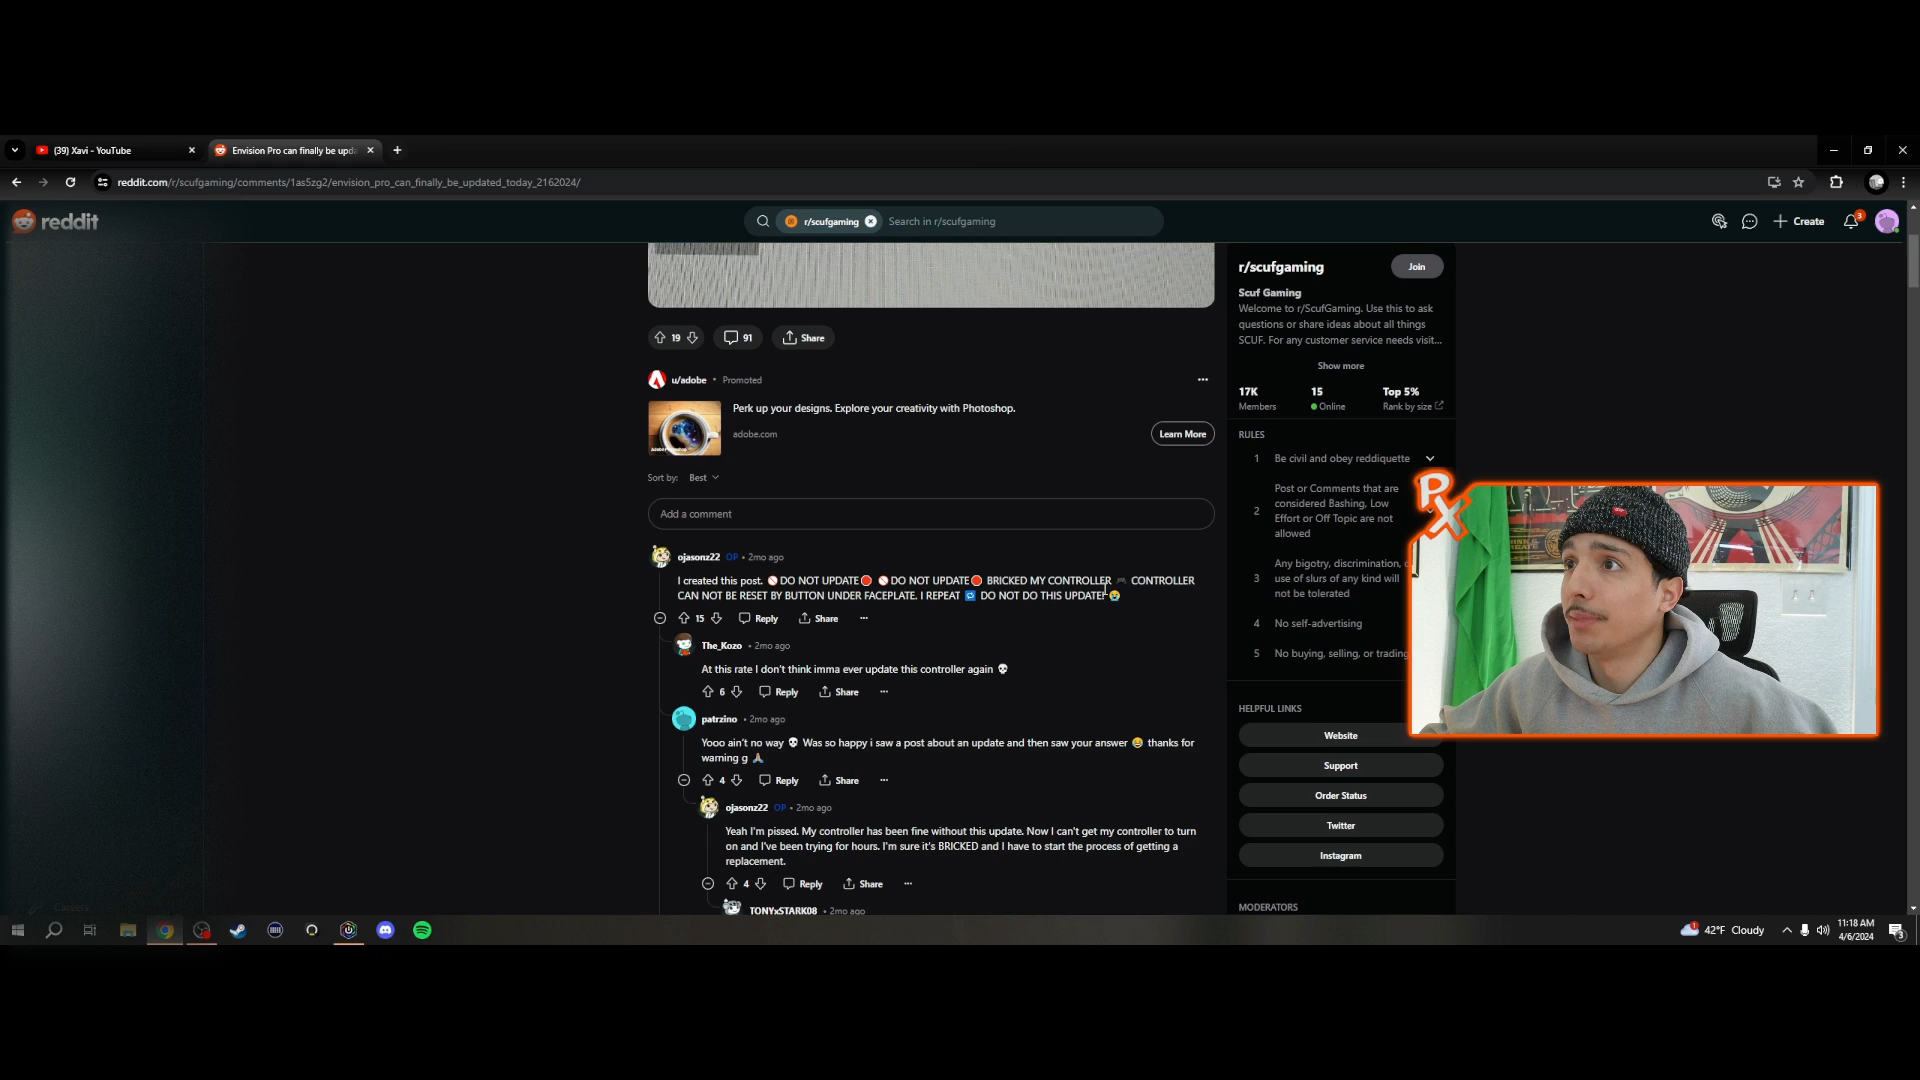 (39) Xavi - YouTube
Envision Pro can finally be upda
reddit.com/r/scufgaming/comments/1as5zg2/envision_pro_can_finally_be_updated_today_2162024/
reddit
r/scufgaming
Search in r/scufgaming
Create
3
19
91
Share
u/adobe • Promoted
Perk up your designs. Explore your creativity with Photoshop.
adobe.com
Learn More
Sort by: Best
Add a comment
ojasonz22 OP • 2mo ago
I created this post. 🚫DO NOT UPDATE🛑 🚫DO NOT UPDATE🛑 BRICKED MY CONTROLLER 🎮 CONTROLLER
CAN NOT BE RESET BY BUTTON UNDER FACEPLATE. I REPEAT 🔁 DO NOT DO THIS UPDATE! 😭
15 Reply Share ...
The_Kozo • 2mo ago
At this rate I don't think imma ever update this controller again 💀
6 Reply Share ...
patrzino • 2mo ago
Yooo ain't no way 💀 Was so happy i saw a post about an update and then saw your answer 😂 thanks for
warning g 🙏🏽
4 Reply Share ...
ojasonz22 OP • 2mo ago
Yeah I'm pissed. My controller has been fine without this update. Now I can't get my controller to turn
on and I've been trying for hours. I'm sure it's BRICKED and I have to start the process of getting a
replacement.
4 Reply Share ...
TONYxSTARK08 • 2mo ago
r/scufgaming
Join
Scuf Gaming
Welcome to r/ScufGaming. Use this to ask
questions or share ideas about all things
SCUF. For any customer service needs visit...
Show more
17K
Members
15
Online
Top 5%
Rank by size
RULES
1 Be civil and obey reddiquette
2 Post or Comments that are
considered Bashing, Low
Effort or Off Topic are not
allowed
3 Any bigotry, discrimination,
use of slurs of any kind will
not be tolerated
4 No self-advertising
5 No buying, selling, or trading
HELPFUL LINKS
Website
Support
Order Status
Twitter
Instagram
MODERATORS
PX
Careers
42°F Cloudy
11:18 AM
4/6/2024
3